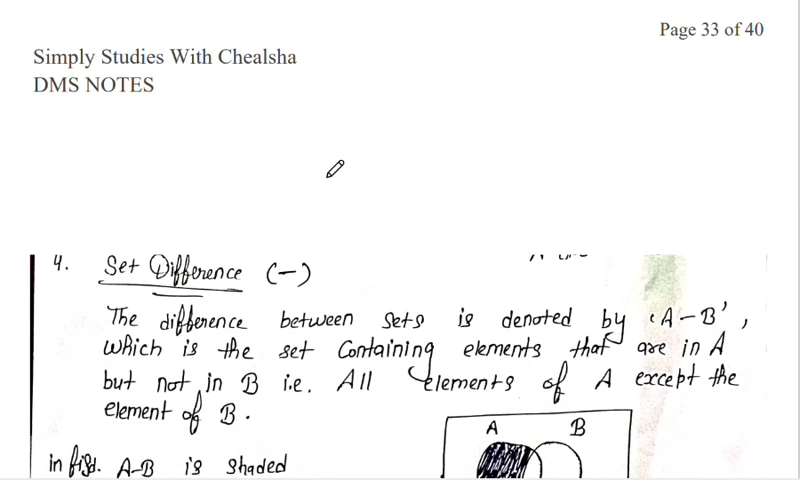 Page 33 of 40
Simply Studies With Chealsha
DMS NOTES
4. Set Difference (−)
The difference between sets is denoted by 'A−B',
which is the set containing elements that are in A
but not in B i.e. All elements of A except the
element of B.
A B
in fig. A-B is shaded